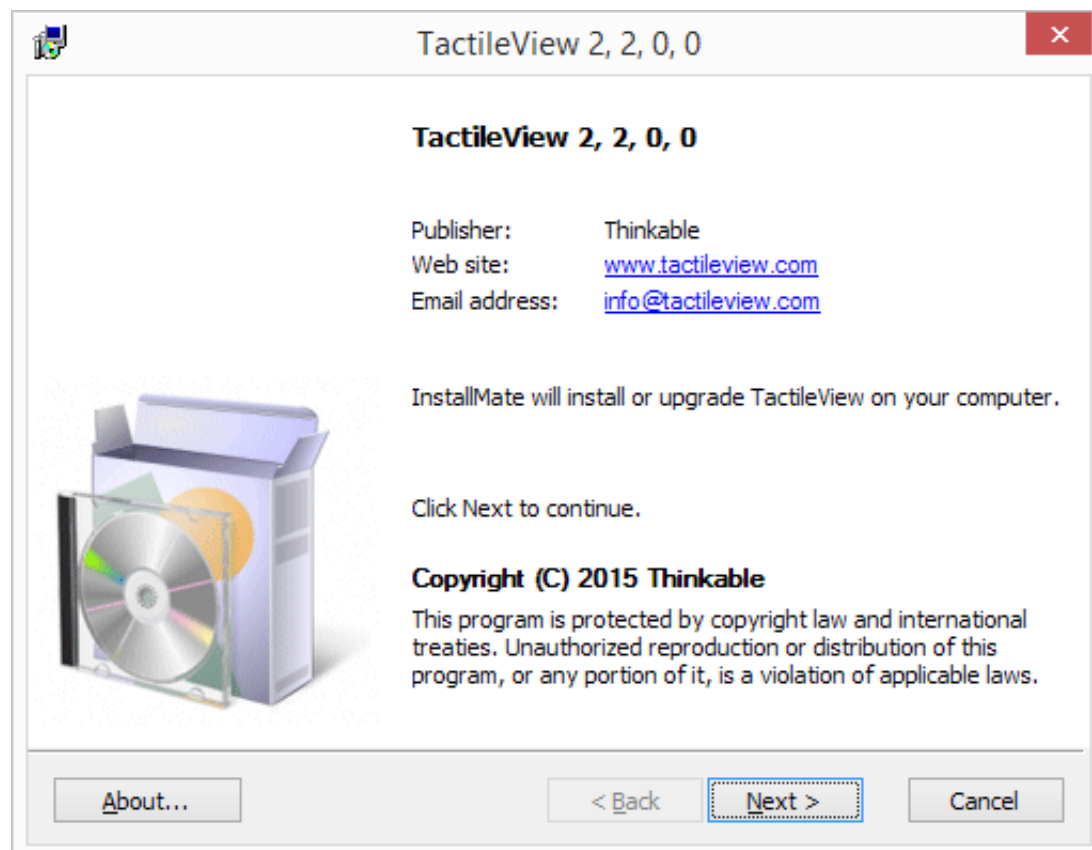 TactileView 2, 2, 0, 0
TactileView 2, 2, 0, 0
Publisher: Thinkable
Web site: www.tactileview.com
Email address: info@tactileview.com
InstallMate will install or upgrade TactileView on your computer.
Click Next to continue.
Copyright (C) 2015 Thinkable
This program is protected by copyright law and international
treaties. Unauthorized reproduction or distribution of this
program, or any portion of it, is a violation of applicable laws.
About... < Back Next > Cancel